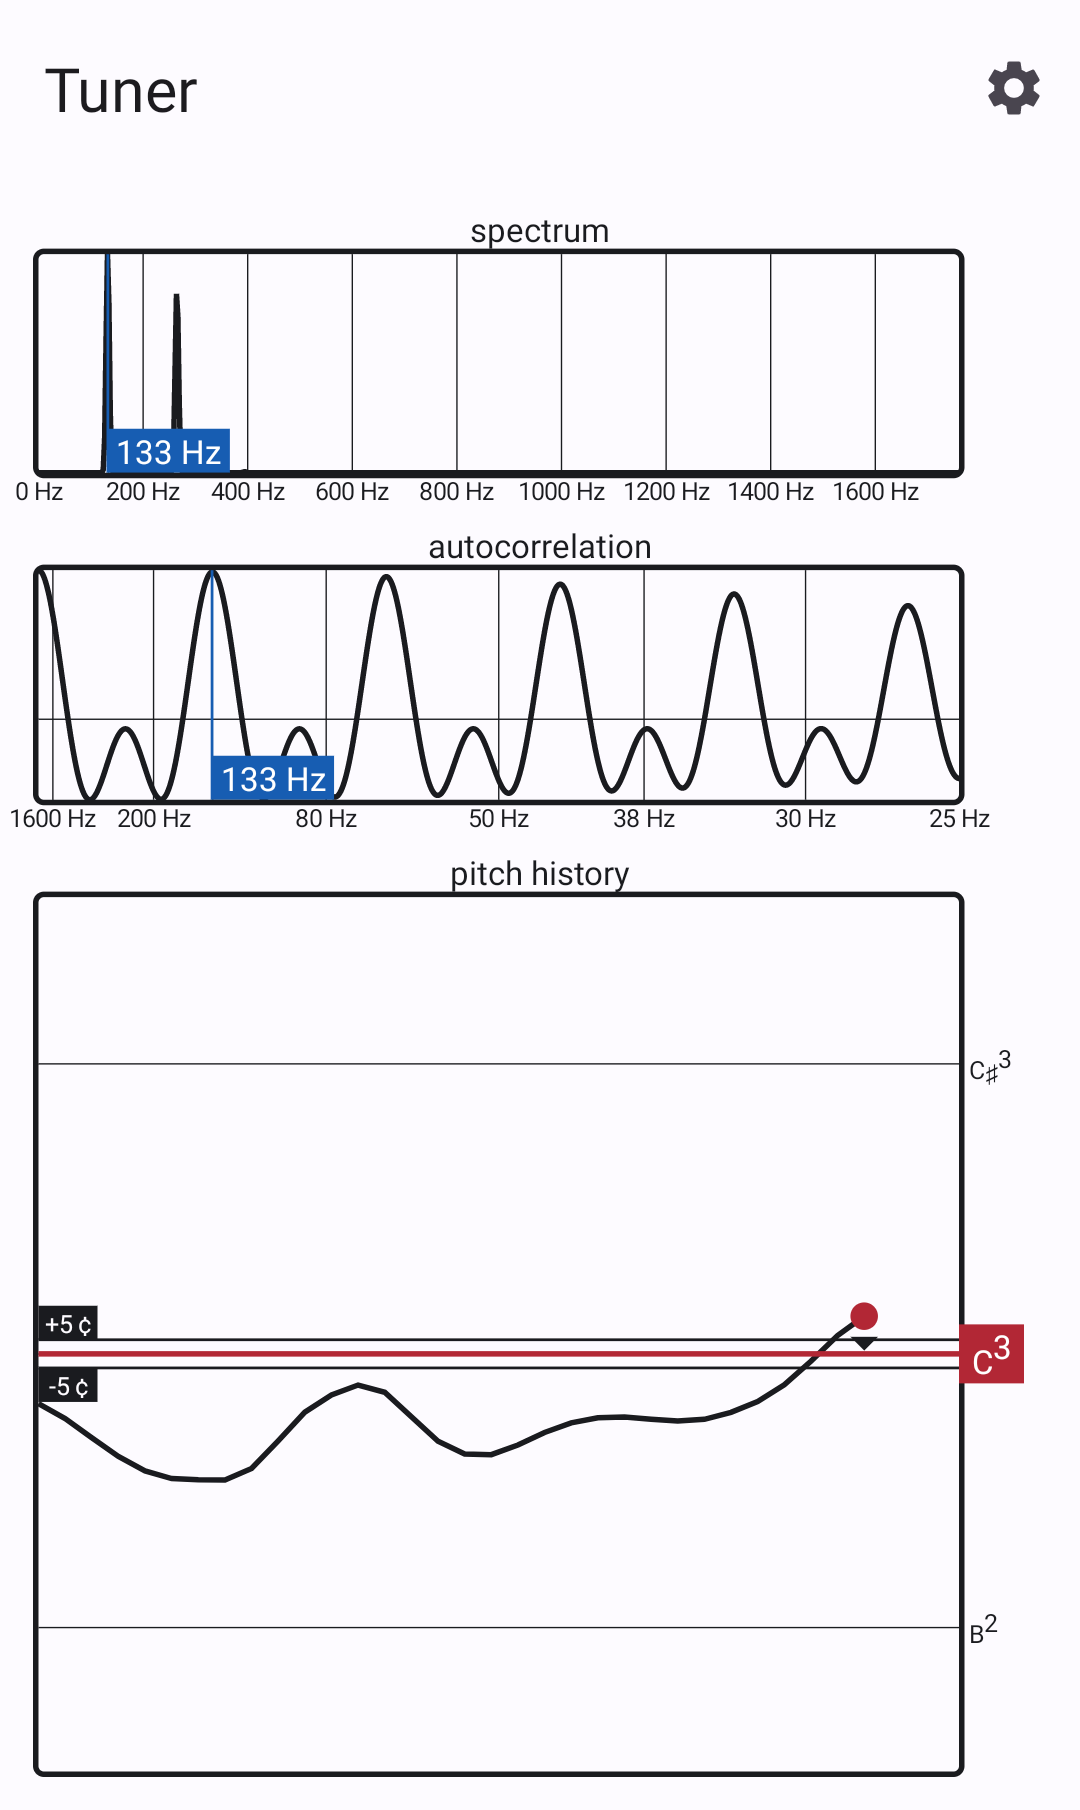 Tuner
spectrum
133 Hz
0 Hz 200 Hz 400 Hz 600 Hz 800 Hz 1000 Hz 1200 Hz 1400 Hz 1600 Hz
autocorrelation
133 Hz
1600 Hz 200 Hz 80 Hz 50 Hz 38 Hz 30 Hz 25 Hz
pitch history
C♯3
+5 ¢
C3
-5 ¢
B2